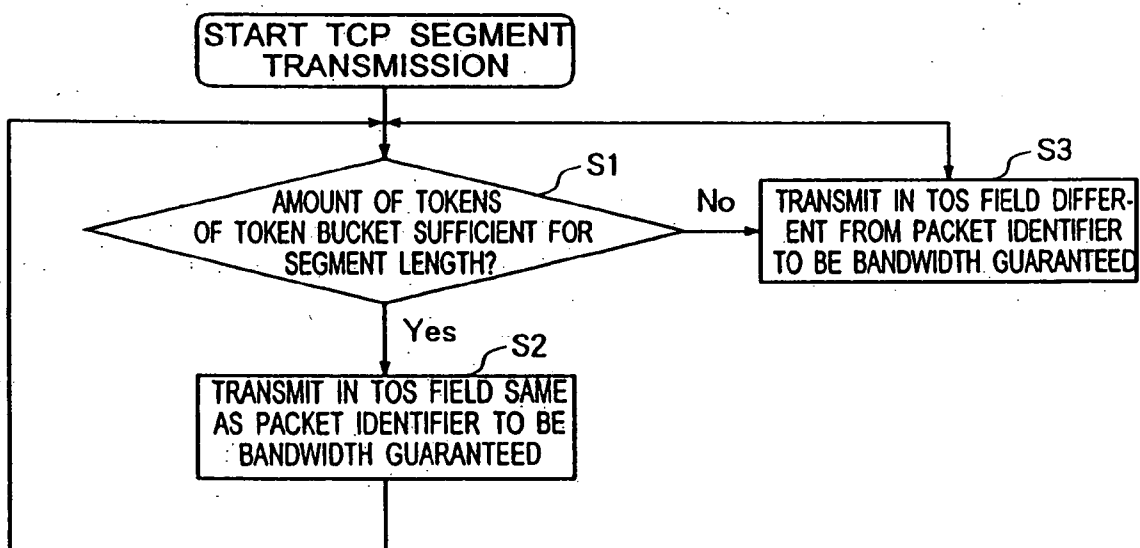 START TCP SEGMENT
TRANSMISSION
S1
AMOUNT OF TOKENS
OF TOKEN BUCKET SUFFICIENT FOR
SEGMENT LENGTH?
No
S3
TRANSMIT IN TOS FIELD DIFFER-
ENT FROM PACKET IDENTIFIER
TO BE BANDWIDTH GUARANTEED
Yes
S2
TRANSMIT IN TOS FIELD SAME
AS PACKET IDENTIFIER TO BE
BANDWIDTH GUARANTEED